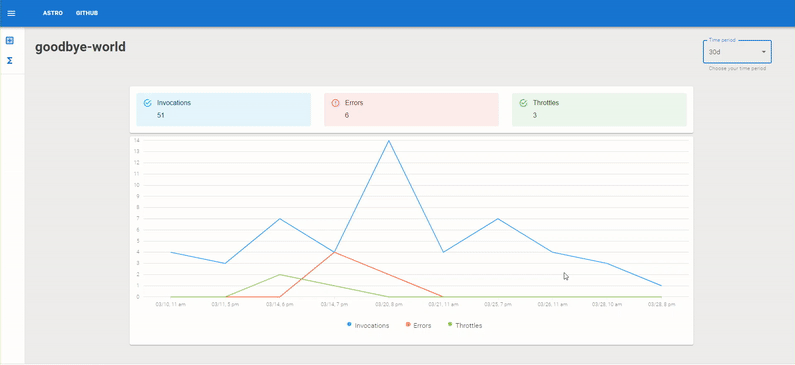 ASTRO GITHUB
goodbye-world
Time period
30d
Choose your time period
Invocations
51
Errors
6
Throttles
3
14
13
12
11
10
9
8
7
6
5
4
3
2
1
0
03/10, 11 am 03/11, 5 pm 03/14, 6 pm 03/14, 7 pm 03/20, 8 pm 03/21, 11 am 03/25, 7 pm 03/26, 11 am 03/28, 10 am 03/28, 8 pm
Invocations Errors Throttles